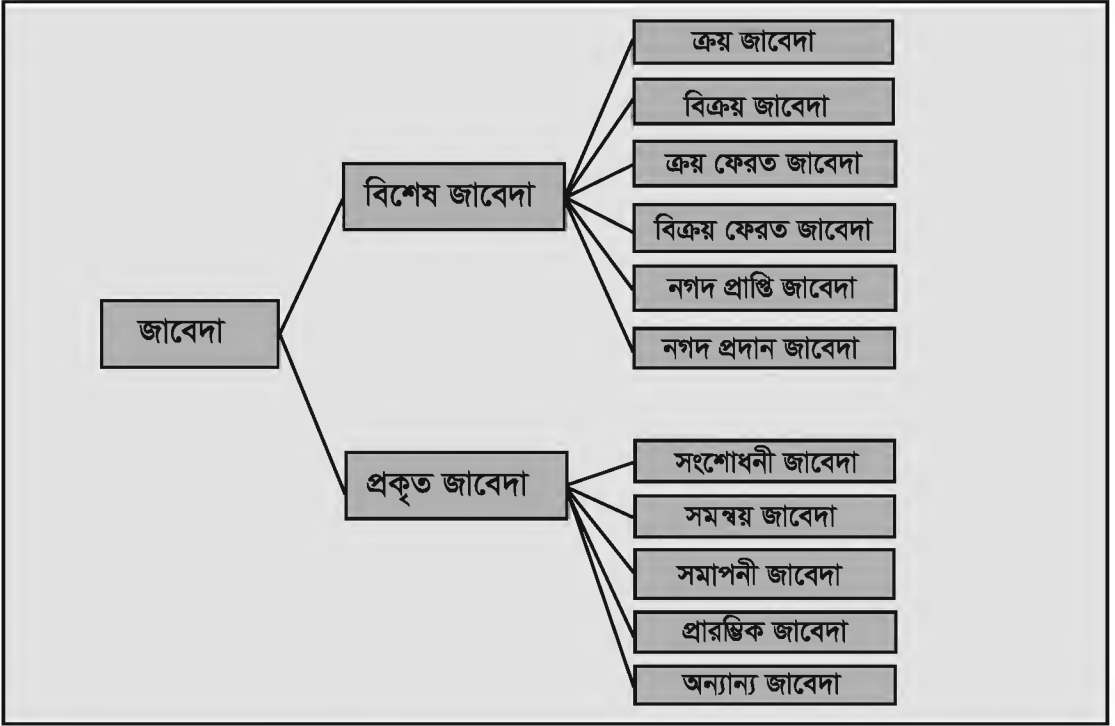 জাবেদা
বিশেষ জাবেদা
ক্রয় জাবেদা
বিক্রয় জাবেদা
ক্রয় ফেরত জাবেদা
বিক্রয় ফেরত জাবেদা
নগদ প্রাপ্তি জাবেদা
নগদ প্রদান জাবেদা
প্রকৃত জাবেদা
সংশোধনী জাবেদা
সমন্বয় জাবেদা
সমাপনী জাবেদা
প্রারম্ভিক জাবেদা
অন্যান্য জাবেদা